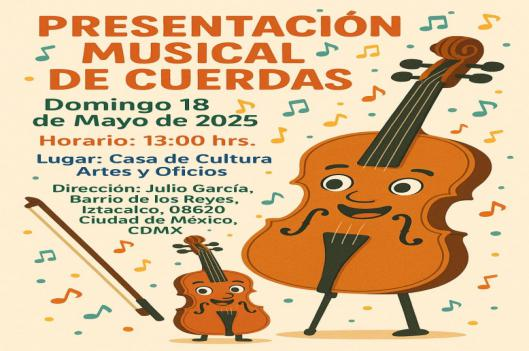 PRESENTACIÓN
MUSICAL
DE CUERDAS
Domingo 18
de Mayo de 2025
Horario: 13:00 hrs.
Lugar: Casa de Cultura
Artes y Oficios
Dirección: Julio García,
Barrio de los Reyes,
Iztacalco, 08620
Ciudad de México,
CDMX